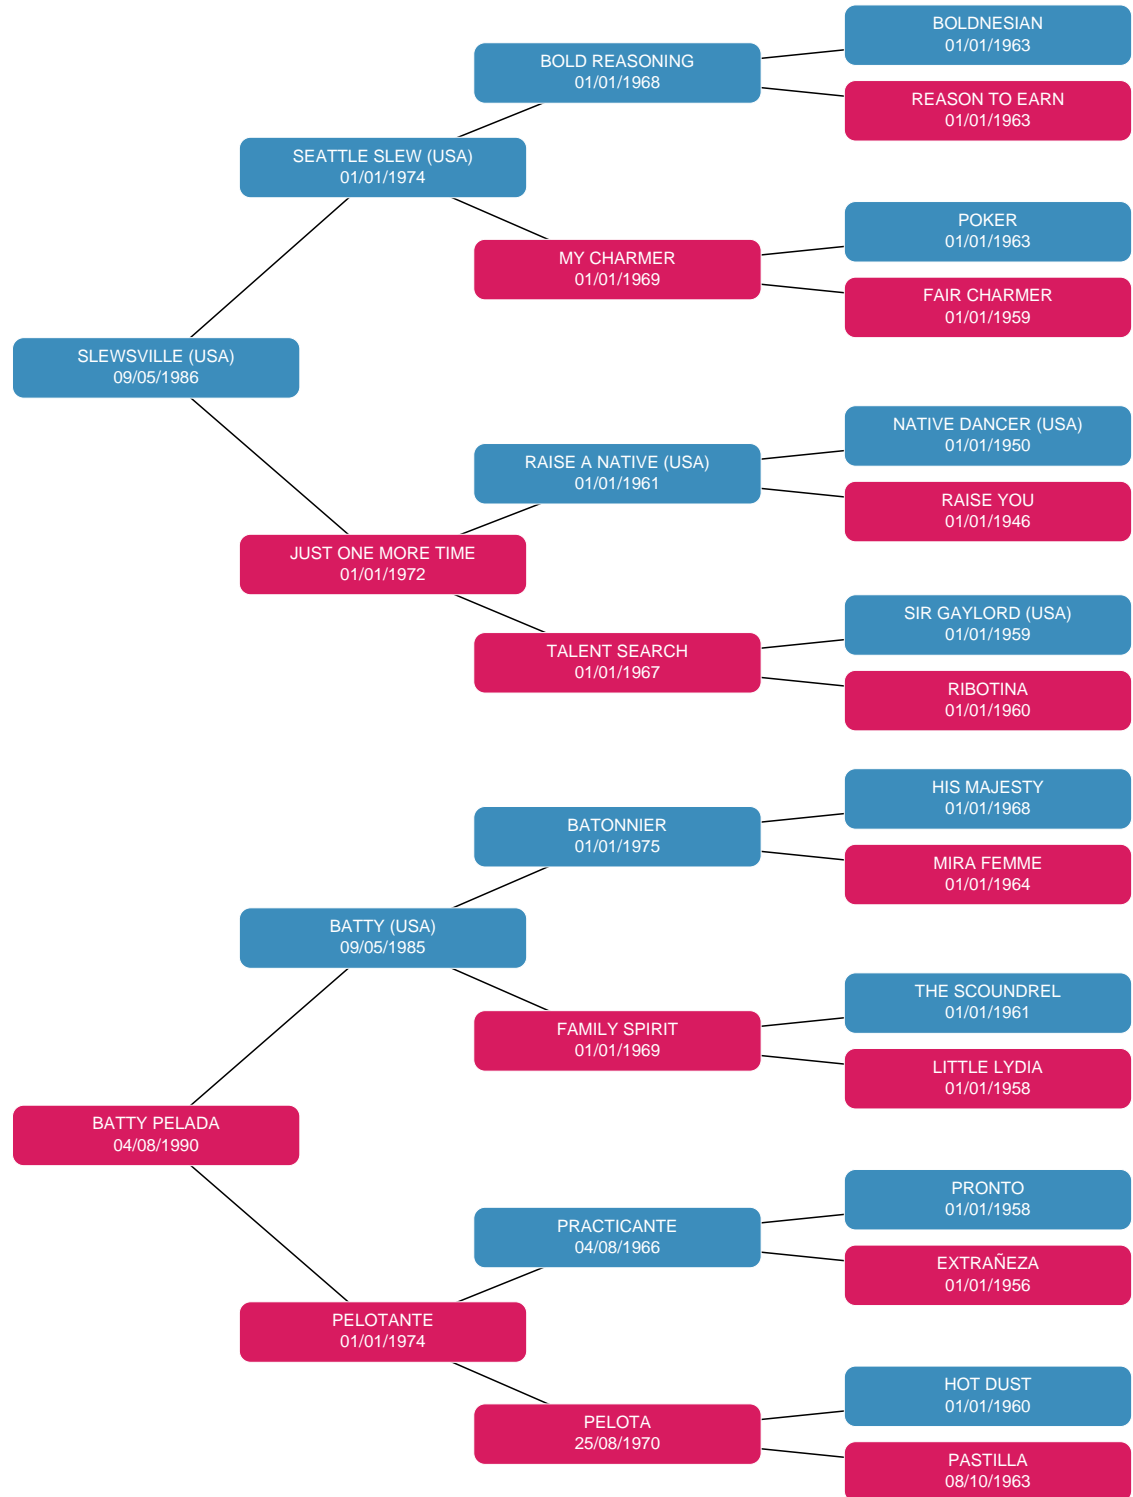 BOLDNESIAN
01/01/1963
BOLD REASONING
01/01/1968
REASON TO EARN
01/01/1963
SEATTLE SLEW (USA)
01/01/1974
POKER
01/01/1963
MY CHARMER
01/01/1969
FAIR CHARMER
01/01/1959
SLEWSVILLE (USA)
09/05/1986
NATIVE DANCER (USA)
01/01/1950
RAISE A NATIVE (USA)
01/01/1961
RAISE YOU
01/01/1946
JUST ONE MORE TIME
01/01/1972
SIR GAYLORD (USA)
01/01/1959
TALENT SEARCH
01/01/1967
RIBOTINA
01/01/1960
HIS MAJESTY
01/01/1968
BATONNIER
01/01/1975
MIRA FEMME
01/01/1964
BATTY (USA)
09/05/1985
THE SCOUNDREL
01/01/1961
FAMILY SPIRIT
01/01/1969
LITTLE LYDIA
01/01/1958
BATTY PELADA
04/08/1990
PRONTO
01/01/1958
PRACTICANTE
04/08/1966
EXTRAÑEZA
01/01/1956
PELOTANTE
01/01/1974
HOT DUST
01/01/1960
PELOTA
25/08/1970
PASTILLA
08/10/1963